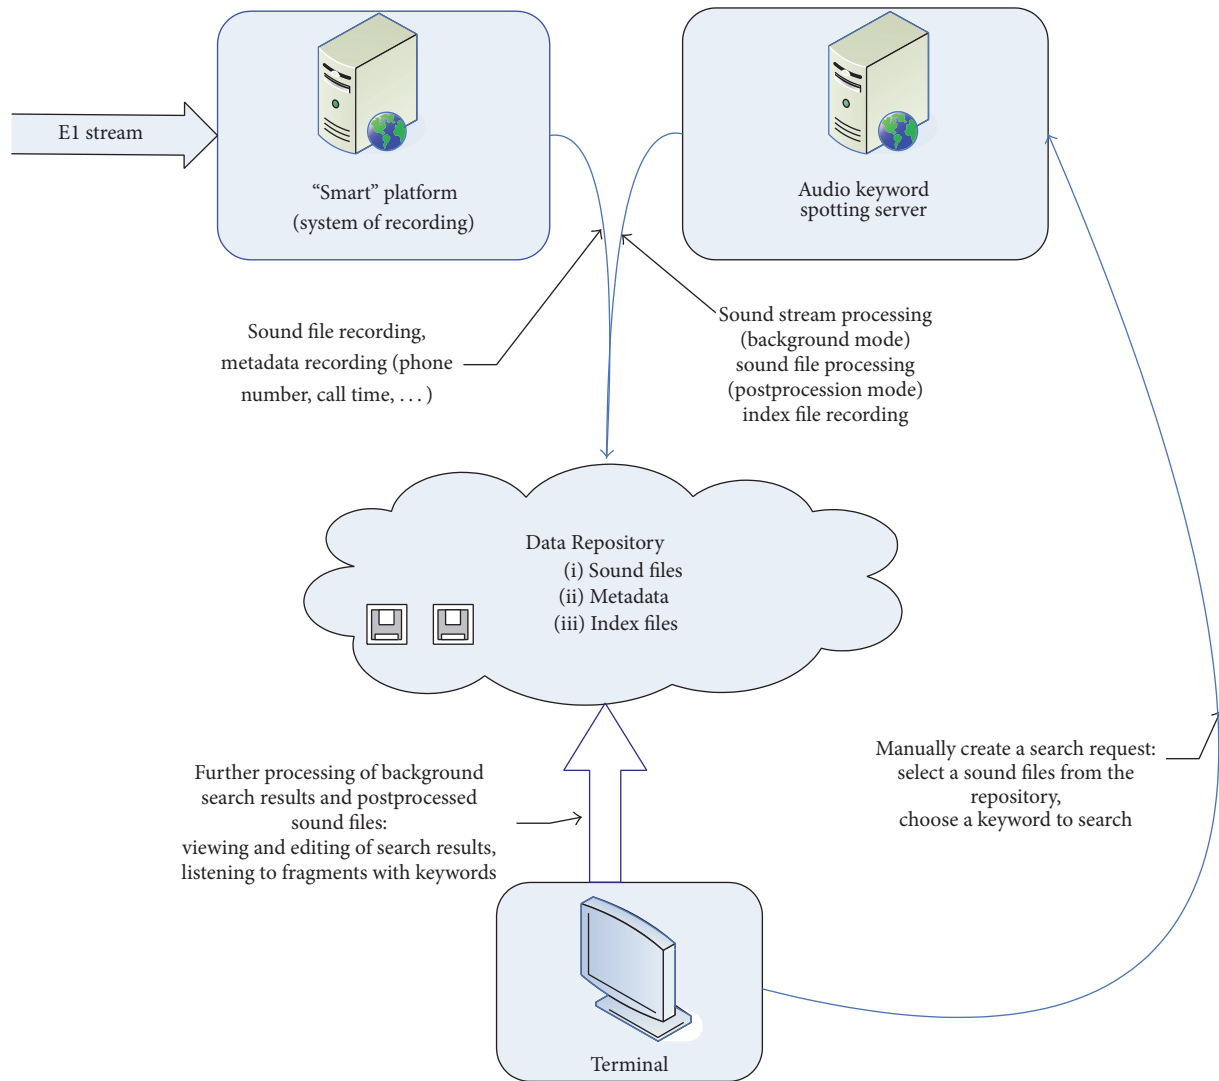 E1 stream
“Smart” platform
(system of recording)
Audio keyword
spotting server
Sound file recording,
metadata recording (phone
number, call time, . . . )
Sound stream processing
(background mode)
sound file processing
(postprocession mode)
index file recording
Data Repository
(i) Sound files
(ii) Metadata
(iii) Index files
Further processing of background
search results and postprocessed
sound files:
viewing and editing of search results,
listening to fragments with keywords
Manually create a search request:
select a sound files from the
repository,
choose a keyword to search
Terminal